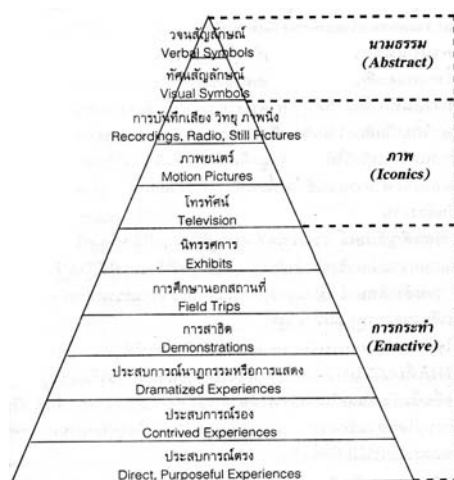 วจนสัญลักษณ์
Verbal Symbols
ทัศนสัญลักษณ์
Visual Symbols
การบันทึกเสียง วิทยุ ภาพนิ่ง
Recordings, Radio, Still Pictures
ภาพยนตร์
Motion Pictures
โทรทัศน์
Television
นิทรรศการ
Exhibits
การศึกษานอกสถานที่
Field Trips
การสาธิต
Demonstrations
ประสบการณ์นาฏกรรมหรือการแสดง
Dramatized Experiences
ประสบการณ์รอง
Contrived Experiences
ประสบการณ์ตรง
Direct, Purposeful Experiences
นามธรรม
(Abstract)
ภาพ
(Iconics)
การกระทำ
(Enactive)